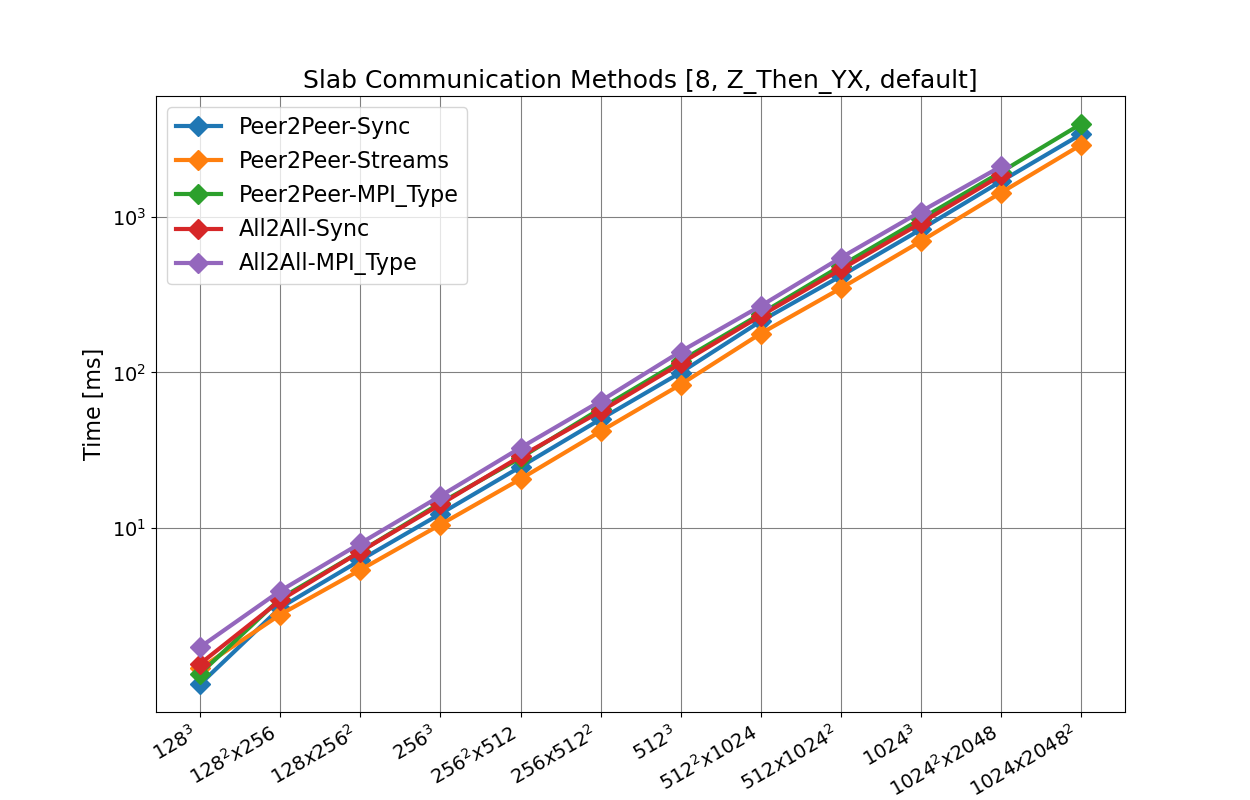 Slab Communication Methods [8, Z_Then_YX, default]
Peer2Peer-Sync
Peer2Peer-Streams
Peer2Peer-MPI_Type
All2All-Sync
All2All-MPI_Type
Time [ms]
10³
10²
10¹
128³
128²x256
128x256²
256³
256²x512
256x512²
512³
512²x1024
512x1024²
1024³
1024²x2048
1024x2048²